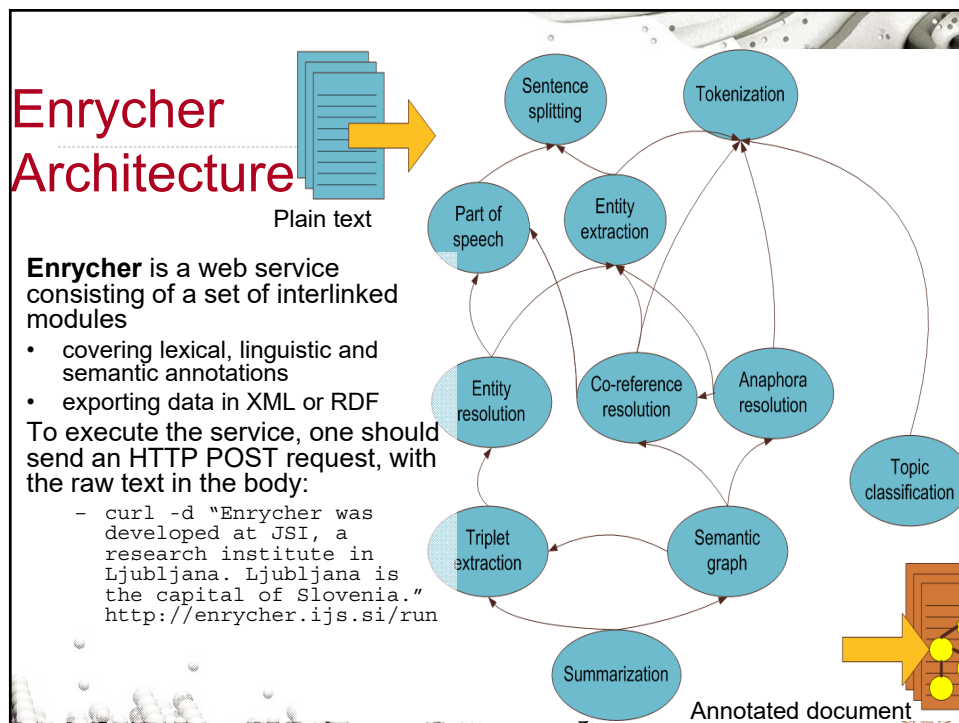 Enrycher
Architecture
Plain text
Enrycher is a web service
consisting of a set of interlinked
modules
• covering lexical, linguistic and
semantic annotations
• exporting data in XML or RDF
To execute the service, one should
send an HTTP POST request, with
the raw text in the body:
– curl -d “Enrycher was
developed at JSI, a
research institute in
Ljubljana. Ljubljana is
the capital of Slovenia.”
http://enrycher.ijs.si/run
Sentence
splitting
Tokenization
Part of
speech
Entity
extraction
Entity
resolution
Co-reference
resolution
Anaphora
resolution
Topic
classification
Triplet
extraction
Semantic
graph
Summarization
Annotated document